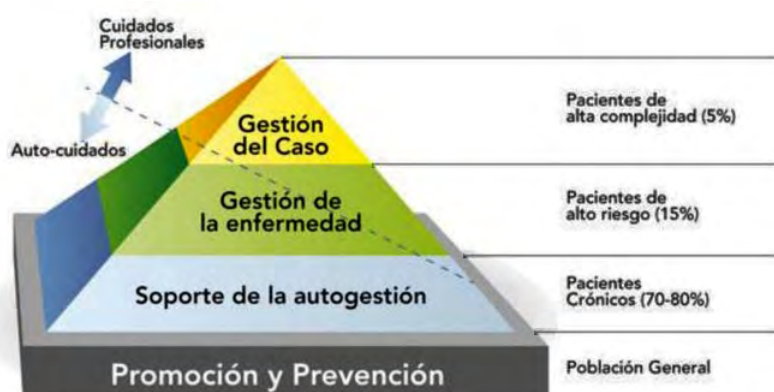 Cuidados
Profesionales
Auto-cuidados
Gestión
del Caso
Pacientes de
alta complejidad (5%)
Gestión de
la enfermedad
Pacientes de
alto riesgo (15%)
Soporte de la autogestión
Pacientes
Crónicos (70-80%)
Promoción y Prevención
Población General